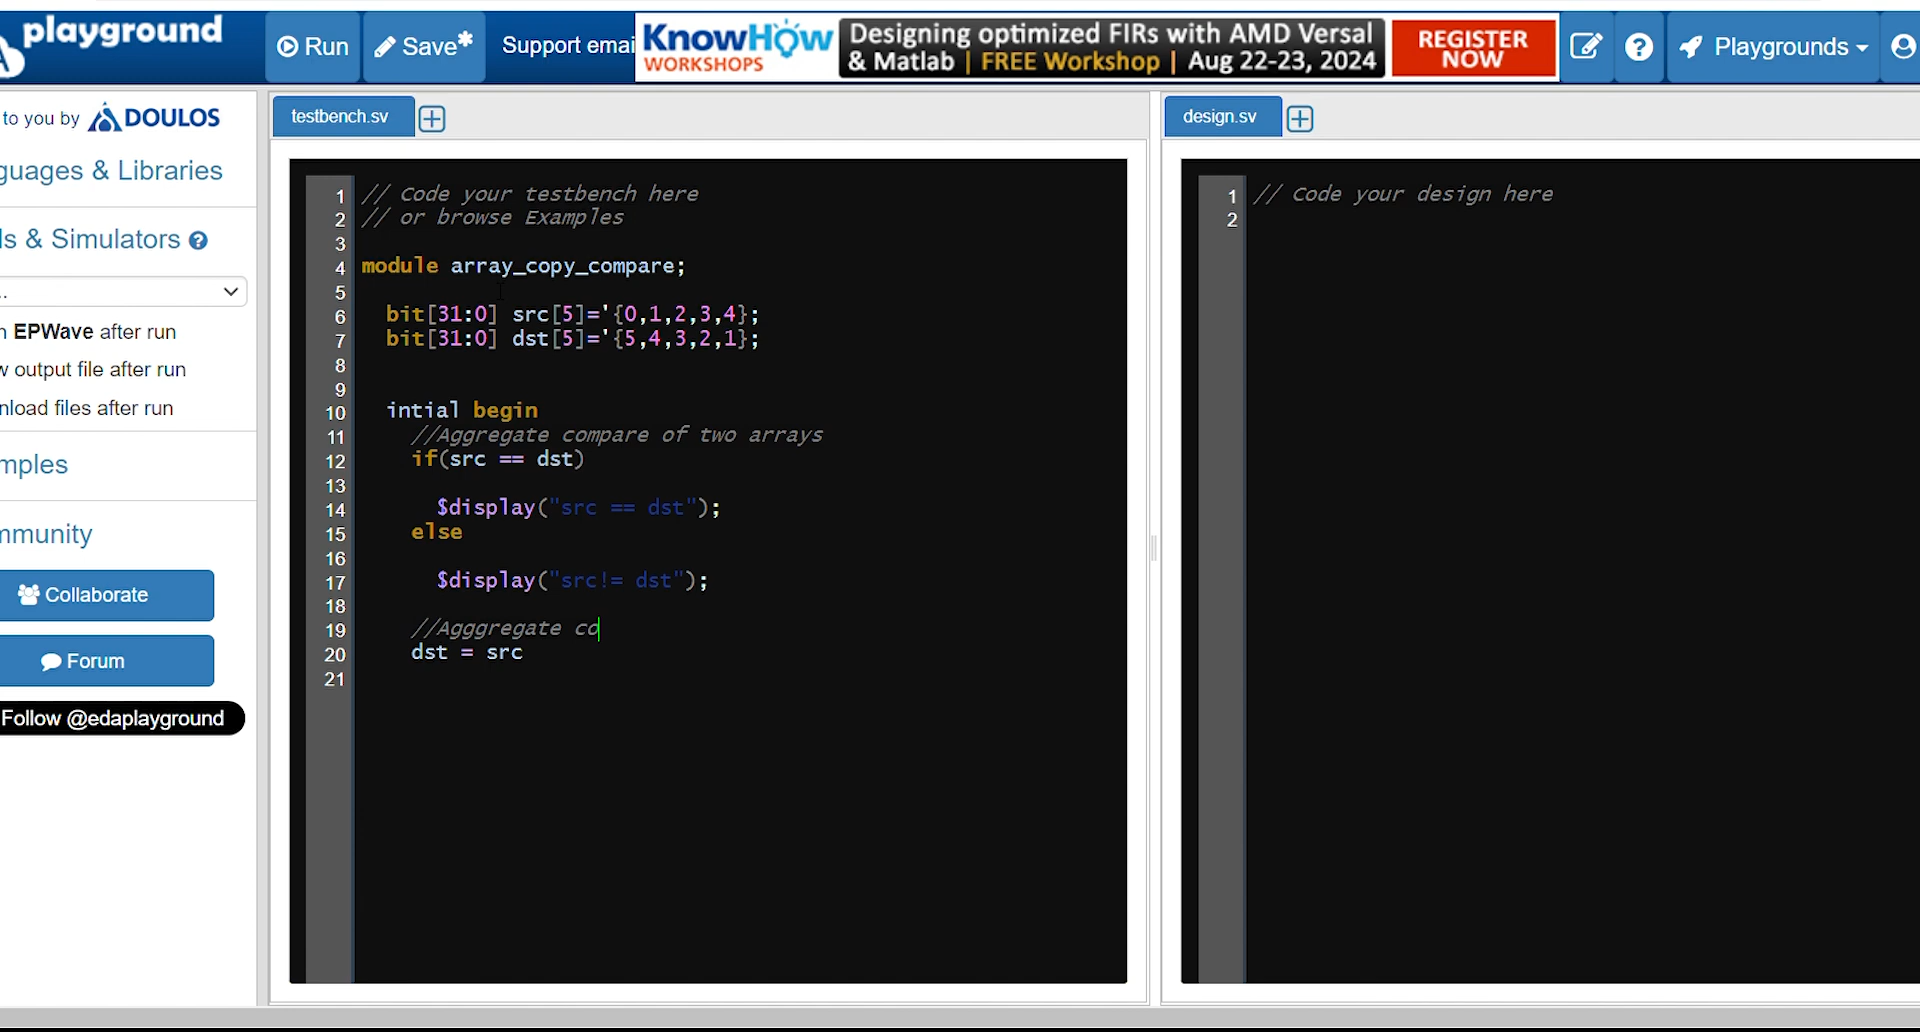 playground
Run
Save*
Support emai
KnowHow
WORKSHOPS
Designing optimized FIRs with AMD Versal
& Matlab | FREE Workshop | Aug 22-23, 2024
REGISTER
NOW
Playgrounds
to you by DOULOS
guages & Libraries
ls & Simulators
..
n EPWave after run
w output file after run
nload files after run
mples
mmunity
Collaborate
Forum
Follow @edaplayground
testbench.sv
1 // Code your testbench here
2 // or browse Examples
3
4 module array_copy_compare;
5
6 bit[31:0] src[5]='{0,1,2,3,4};
7 bit[31:0] dst[5]='{5,4,3,2,1};
8
9
10 intial begin
11 //Aggregate compare of two arrays
12 if(src == dst)
13
14 $display("src == dst");
15 else
16
17 $display("src!= dst");
18
19 //Agggregate co
20 dst = src
21
design.sv
1 // Code your design here
2